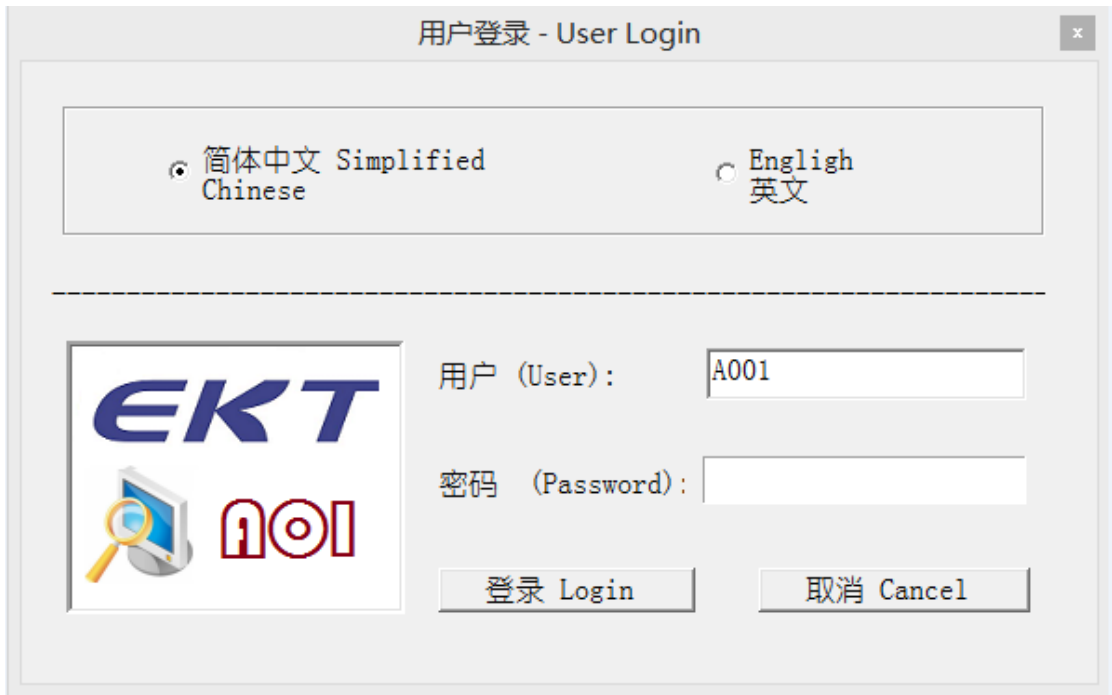 用户登录 - User Login
x
简体中文 Simplified
Chinese
Engligh
英文
--------------------------------------------------------------------
EKT
AOI
用户 (User):
A001
密码 (Password):
登录 Login
取消 Cancel